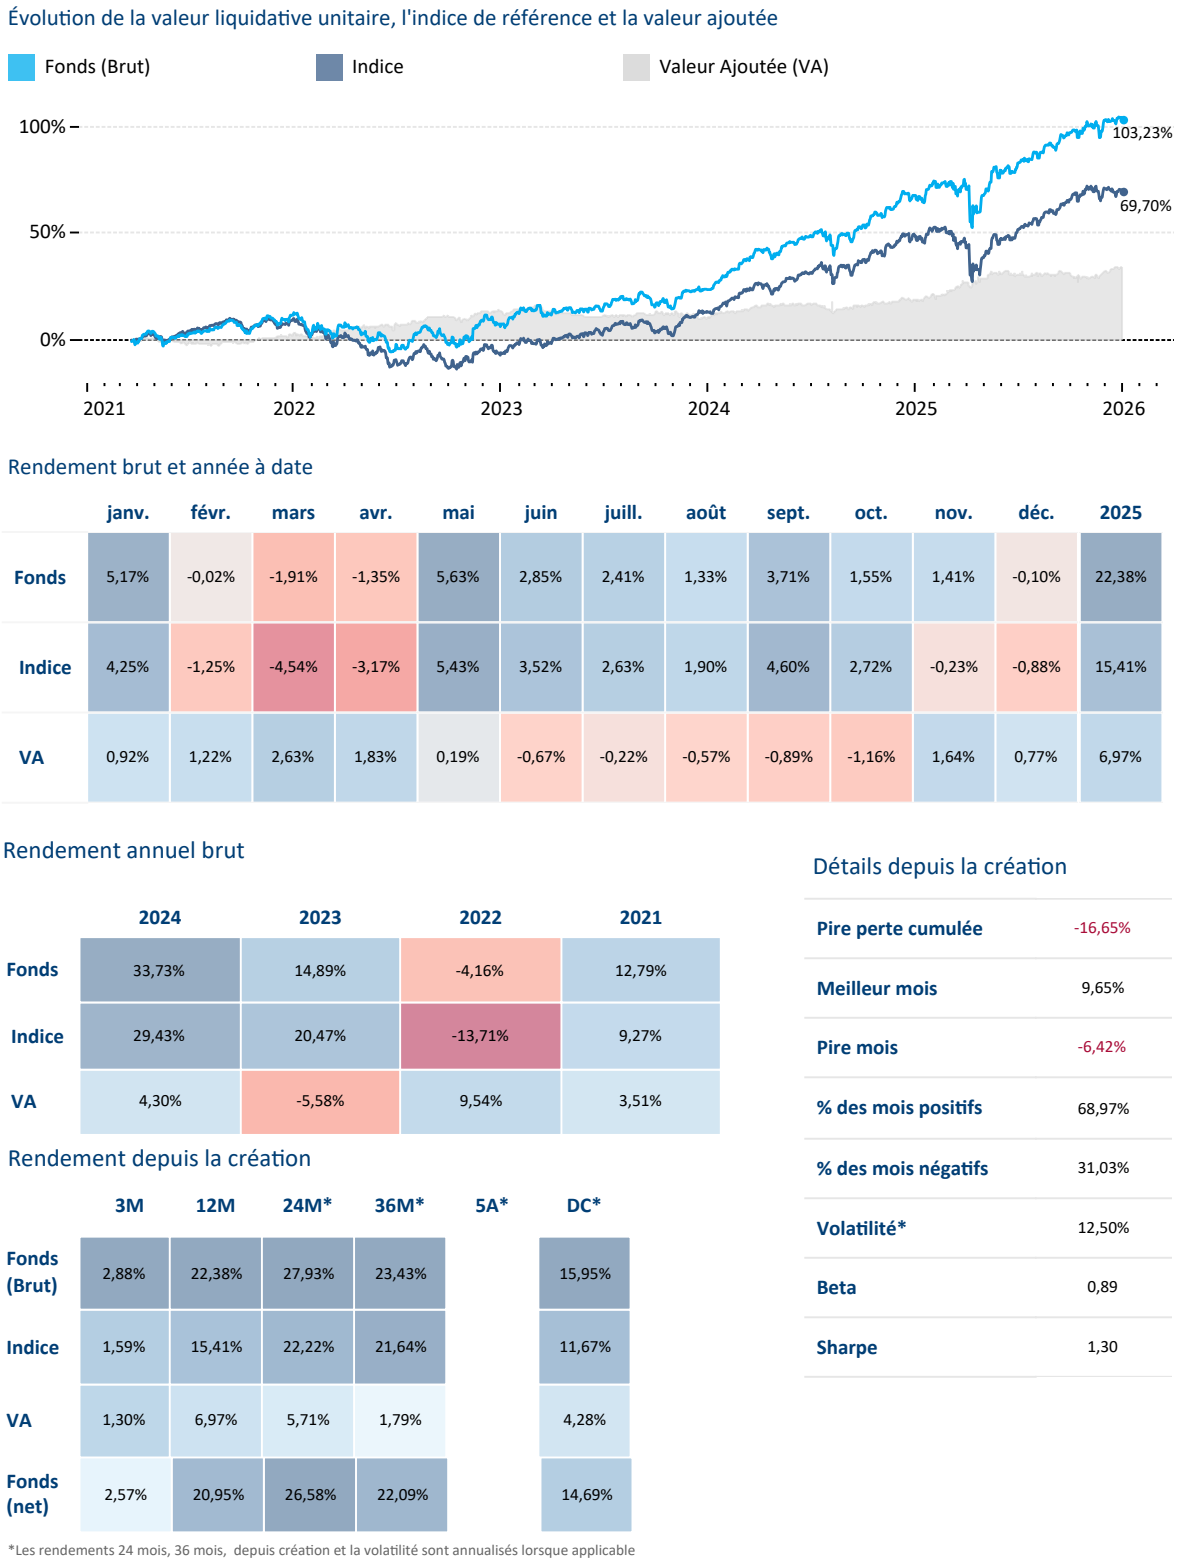 Évolution de la valeur liquidative unitaire, l'indice de référence et la valeur ajoutée
Fonds (Brut) Indice Valeur Ajoutée (VA)
100%
103,23%
69,70%
50%
0%
2021 2022 2023 2024 2025 2026
Rendement brut et année à date
janv. févr. mars avr. mai juin juill. août sept. oct. nov. déc. 2025
Fonds 5,17% -0,02% -1,91% -1,35% 5,63% 2,85% 2,41% 1,33% 3,71% 1,55% 1,41% -0,10% 22,38%
Indice 4,25% -1,25% -4,54% -3,17% 5,43% 3,52% 2,63% 1,90% 4,60% 2,72% -0,23% -0,88% 15,41%
VA 0,92% 1,22% 2,63% 1,83% 0,19% -0,67% -0,22% -0,57% -0,89% -1,16% 1,64% 0,77% 6,97%
Rendement annuel brut
2024 2023 2022 2021
Fonds 33,73% 14,89% -4,16% 12,79%
Indice 29,43% 20,47% -13,71% 9,27%
VA 4,30% -5,58% 9,54% 3,51%
Rendement depuis la création
3M 12M 24M* 36M* 5A* DC*
Fonds
(Brut) 2,88% 22,38% 27,93% 23,43% 15,95%
Indice 1,59% 15,41% 22,22% 21,64% 11,67%
VA 1,30% 6,97% 5,71% 1,79% 4,28%
Fonds
(net) 2,57% 20,95% 26,58% 22,09% 14,69%
*Les rendements 24 mois, 36 mois, depuis création et la volatilité sont annualisés lorsque applicable
Détails depuis la création
Pire perte cumulée -16,65%
Meilleur mois 9,65%
Pire mois -6,42%
% des mois positifs 68,97%
% des mois négatifs 31,03%
Volatilité* 12,50%
Beta 0,89
Sharpe 1,30